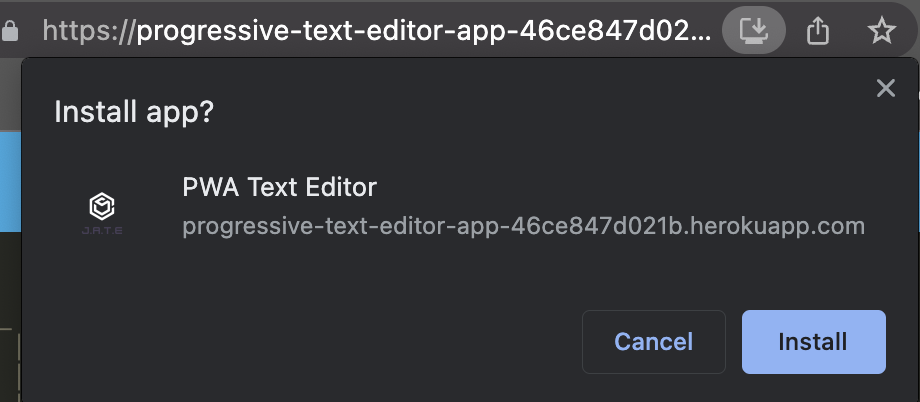 https://progressive-text-editor-app-46ce847d02...
Install app?
PWA Text Editor
J.A.T.E
progressive-text-editor-app-46ce847d021b.herokuapp.com
Cancel
Install